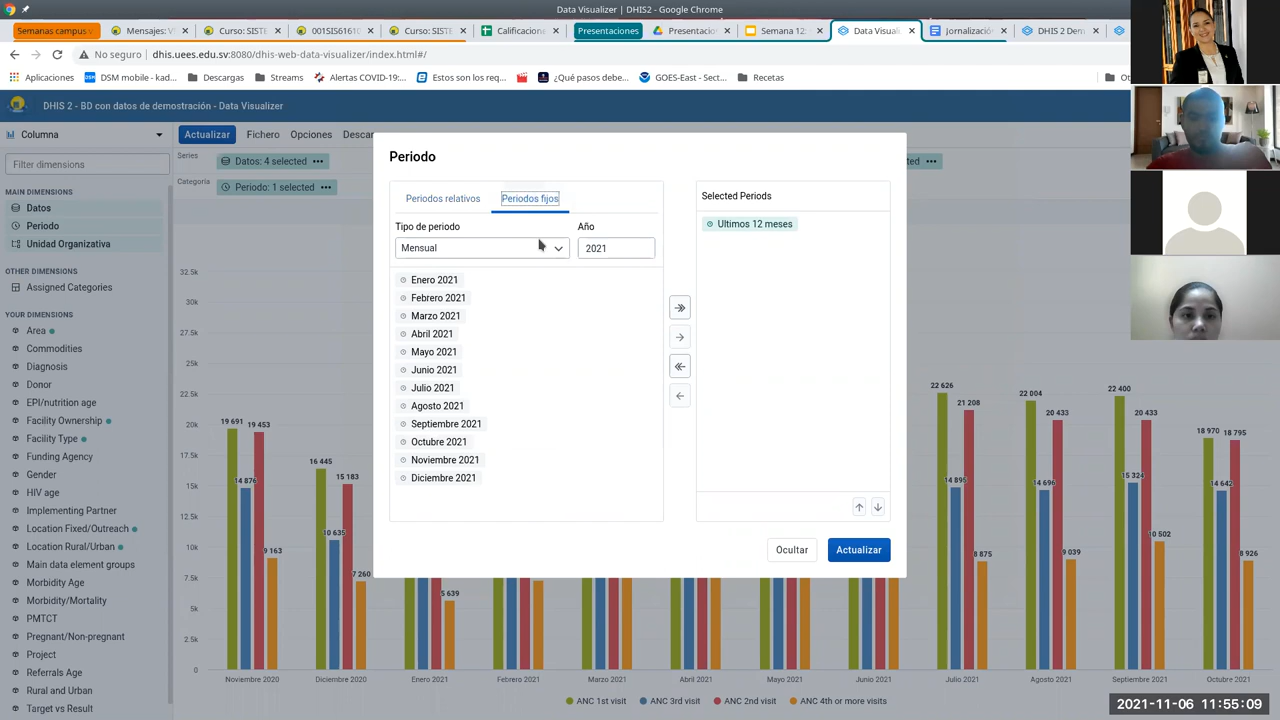 Data Visualizer | DHIS2 - Google Chrome
Semanas campus v
Mensajes: V
Curso: SISTE
001SIS6161
Curso: SISTE
Calificacione
Presentaciones
Presentacio
Semana 12:
Data Visuali
Jornalizació
DHIS 2 Dem
No seguro
dhis.uees.edu.sv:8080/dhis-web-data-visualizer/index.html#/
Aplicaciones
DSM mobile - kad...
Descargas
Streams
Alertas COVID-19:...
Estos son los req...
¿Qué pasos debe...
GOES-East - Sect...
Recetas
DHIS 2 - BD con datos de demostración - Data Visualizer
Columna
Actualizar
Fichero
Opciones
Descar
Filter dimensions
Series
Datos: 4 selected
Categoría
Periodo: 1 selected
MAIN DIMENSIONS
Datos
Periodo
Unidad Organizativa
OTHER DIMENSIONS
Assigned Categories
YOUR DIMENSIONS
Area
Commodities
Diagnosis
Donor
EPI/nutrition age
Facility Ownership
Facility Type
Funding Agency
Gender
HIV age
Implementing Partner
Location Fixed/Outreach
Location Rural/Urban
Main data element groups
Morbidity Age
Morbidity/Mortality
PMTCT
Pregnant/Non-pregnant
Project
Referrals Age
Rural and Urban
Target vs Result
Periodo
Periodos relativos
Periodos fijos
Tipo de periodo
Año
Mensual
2021
Enero 2021
Febrero 2021
Marzo 2021
Abril 2021
Mayo 2021
Junio 2021
Julio 2021
Agosto 2021
Septiembre 2021
Octubre 2021
Noviembre 2021
Diciembre 2021
Selected Periods
Ultimos 12 meses
Ocultar
Actualizar
32.5k
27.5k
25k
22.5k
20k
17.5k
15k
12.5k
10k
7.5k
5k
2.5k
0
19 691
14 876
19 453
9 163
16 445
10 635
15 183
7 260
5 639
22 626
14 895
21 208
8 875
22 004
14 696
20 433
9 039
22 400
15 324
20 433
10 502
18 970
14 642
18 795
8 926
Noviembre 2020
Diciembre 2020
Enero 2021
Febrero 2021
Marzo 2021
Abril 2021
Mayo 2021
Junio 2021
Julio 2021
Agosto 2021
Septiembre 2021
Octubre 2021
ANC 1st visit
ANC 3rd visit
ANC 2nd visit
ANC 4th or more visits
2021-11-06 11:55:09